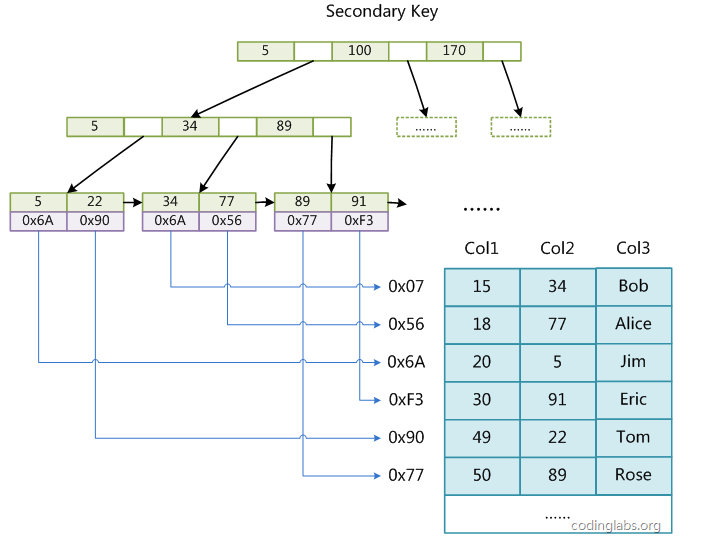 Secondary Key
5 100 170
5 34 89
...... ......
5 22 34 77 89 91
0x6A 0x90 0x6A 0x56 0x77 0xF3
......
Col1 Col2 Col3
0x07 15 34 Bob
0x56 18 77 Alice
0x6A 20 5 Jim
0xF3 30 91 Eric
0x90 49 22 Tom
0x77 50 89 Rose
......
codinglabs.org